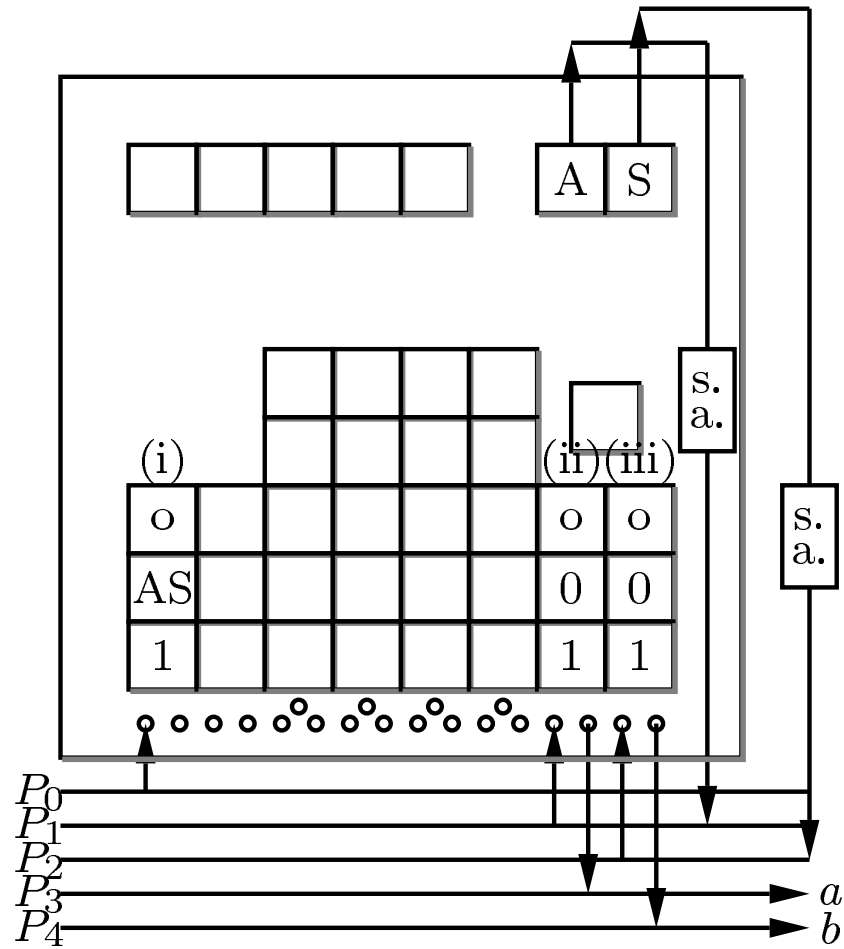 A S
s.
a.
(i) (ii) (iii)
s.
a.
o o o
AS 0 0
1 1 1
P₀
P₁
P₂
P₃ a
P₄ b